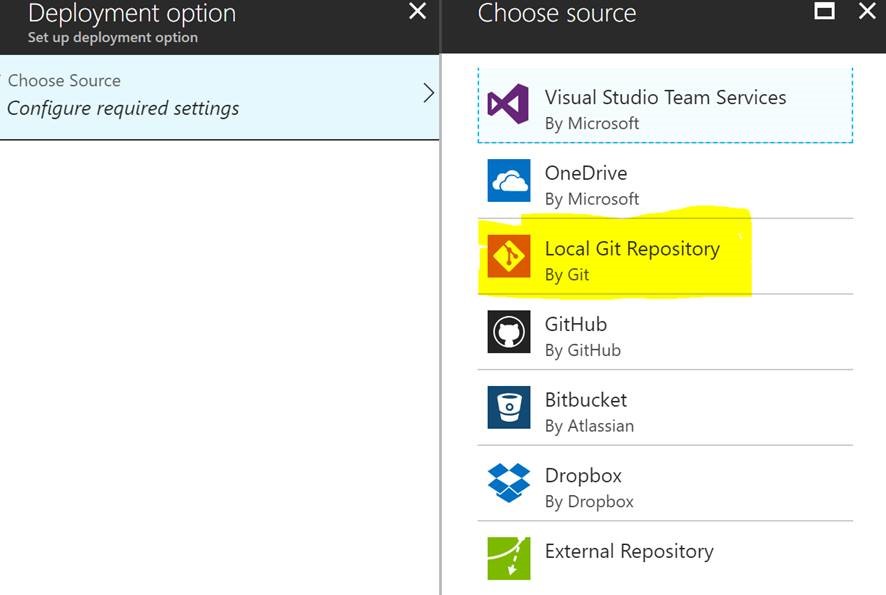 Deployment option
Set up deployment option
Choose Source
Configure required settings
Choose source
Visual Studio Team Services
By Microsoft
OneDrive
By Microsoft
Local Git Repository
By Git
GitHub
By GitHub
Bitbucket
By Atlassian
Dropbox
By Dropbox
External Repository